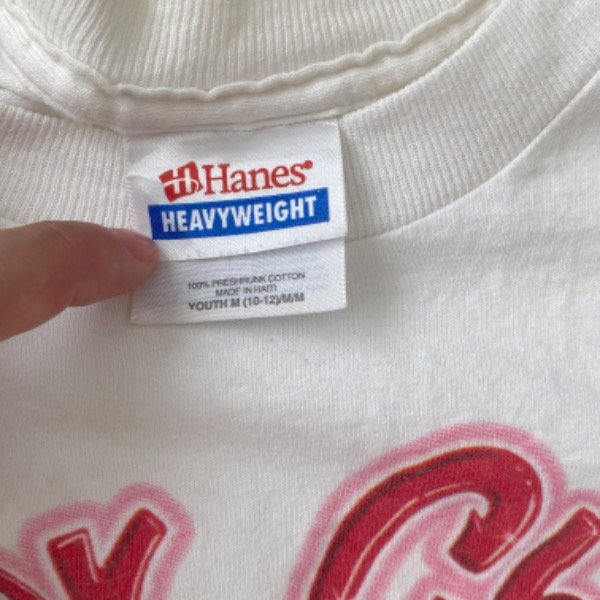 Hanes
HEAVYWEIGHT
100% PRESHRUNK COTTON
MADE IN HAITI
YOUTH M (10-12)/M/M